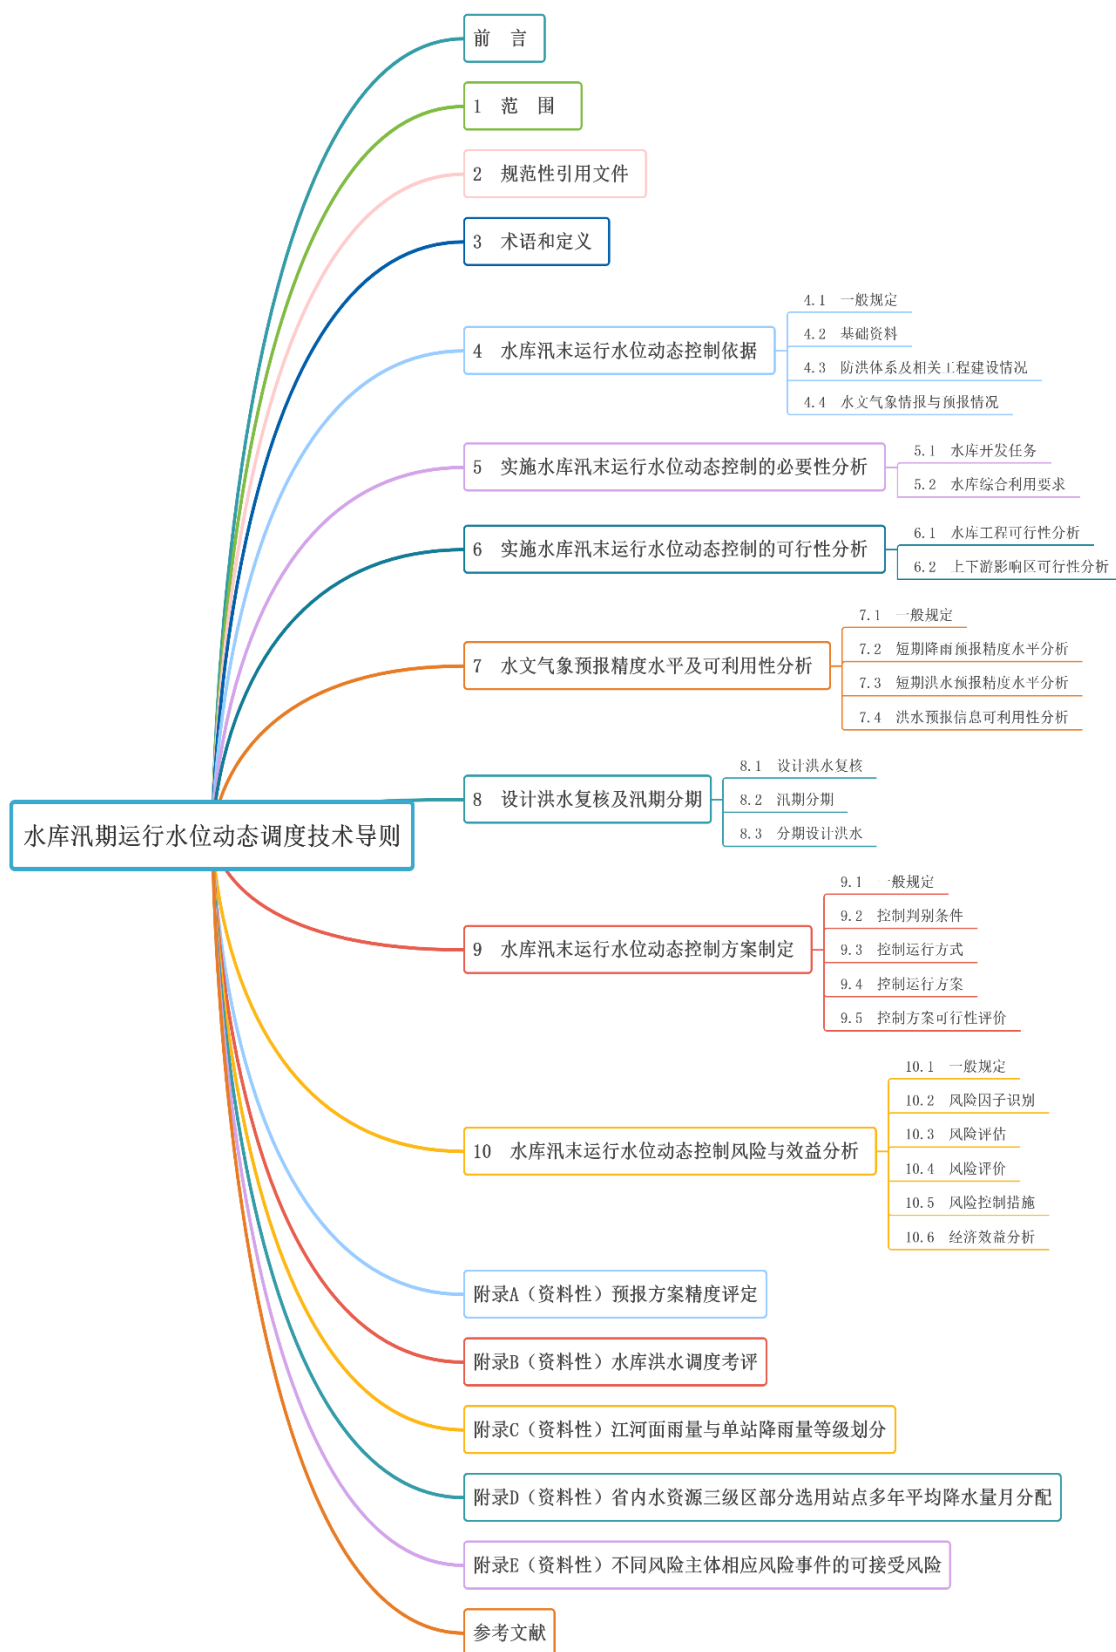 水库汛期运行水位动态调度技术导则
前　言
1　范　围
2　规范性引用文件
3　术语和定义
4　水库汛末运行水位动态控制依据
4.1　一般规定
4.2　基础资料
4.3　防洪体系及相关工程建设情况
4.4　水文气象情报与预报情况
5　实施水库汛末运行水位动态控制的必要性分析
5.1　水库开发任务
5.2　水库综合利用要求
6　实施水库汛末运行水位动态控制的可行性分析
6.1　水库工程可行性分析
6.2　上下游影响区可行性分析
7　水文气象预报精度水平及可利用性分析
7.1　一般规定
7.2　短期降雨预报精度水平分析
7.3　短期洪水预报精度水平分析
7.4　洪水预报信息可利用性分析
8　设计洪水复核及汛期分期
8.1　设计洪水复核
8.2　汛期分期
8.3　分期设计洪水
9　水库汛末运行水位动态控制方案制定
9.1　一般规定
9.2　控制判别条件
9.3　控制运行方式
9.4　控制运行方案
9.5　控制方案可行性评价
10　水库汛末运行水位动态控制风险与效益分析
10.1　一般规定
10.2　风险因子识别
10.3　风险评估
10.4　风险评价
10.5　风险控制措施
10.6　经济效益分析
附录A（资料性）预报方案精度评定
附录B（资料性）水库洪水调度考评
附录C（资料性）江河面雨量与单站降雨量等级划分
附录D（资料性）省内水资源三级区部分选用站点多年平均降水量月分配
附录E（资料性）不同风险主体相应风险事件的可接受风险
参考文献